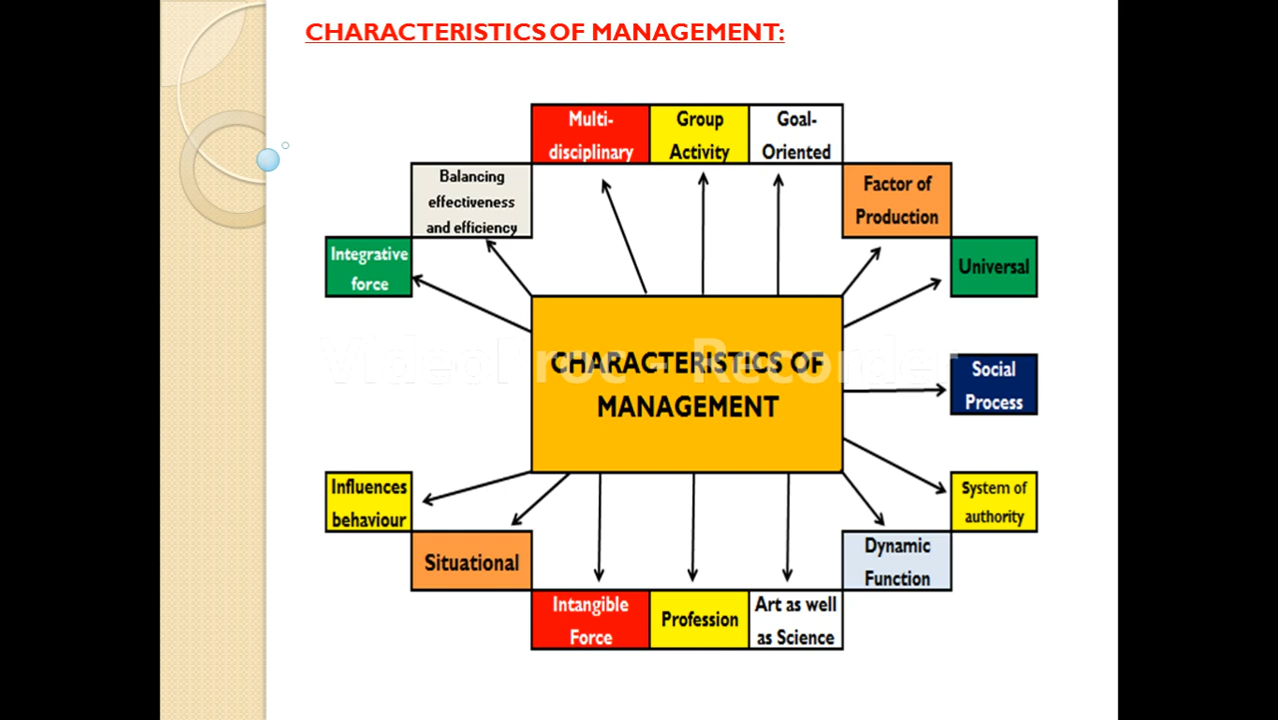 CHARACTERISTICS OF MANAGEMENT:
Multi-
disciplinary
Group
Activity
Goal-
Oriented
Balancing
effectiveness
and efficiency
Factor of
Production
Integrative
force
Universal
CHARACTERISTICS OF
MANAGEMENT
VideoProc - Recorder
Social
Process
Influences
behaviour
System of
authority
Situational
Dynamic
Function
Intangible
Force
Profession
Art as well
as Science